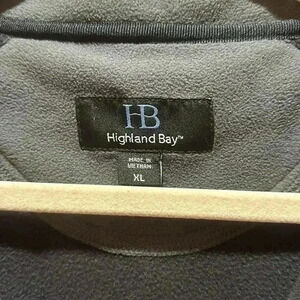 HB
Highland Bay™
MADE IN
VIETNAM
XL